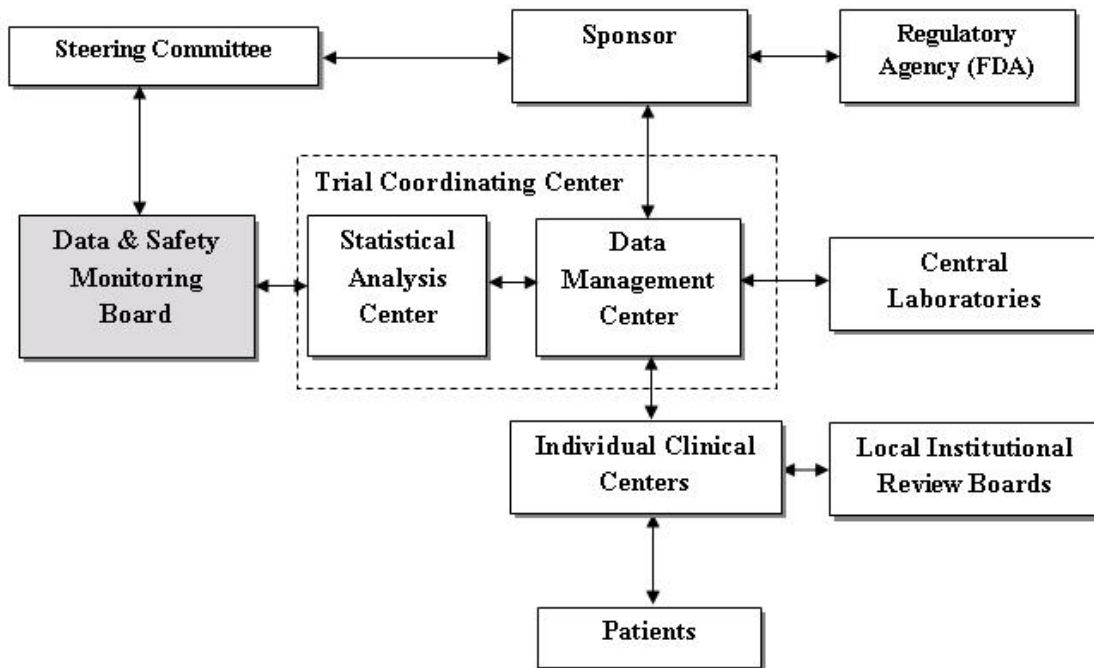 Steering Committee
Sponsor
Regulatory
Agency (FDA)
Trial Coordinating Center
Data & Safety
Monitoring
Board
Statistical
Analysis
Center
Data
Management
Center
Central
Laboratories
Individual Clinical
Centers
Local Institutional
Review Boards
Patients